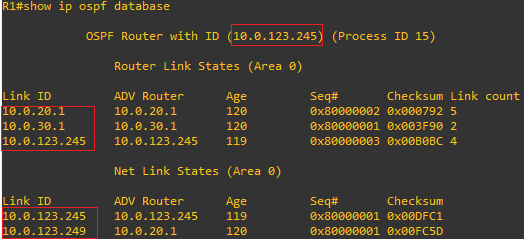 R1#show ip ospf database
OSPF Router with ID (10.0.123.245) (Process ID 15)
Router Link States (Area 0)
Link ID ADV Router Age Seq# Checksum Link count
10.0.20.1 10.0.20.1 120 0x80000002 0x000792 5
10.0.30.1 10.0.30.1 120 0x80000001 0x003F90 2
10.0.123.245 10.0.123.245 119 0x80000003 0x00B0BC 4
Net Link States (Area 0)
Link ID ADV Router Age Seq# Checksum
10.0.123.245 10.0.123.245 119 0x80000001 0x00DFC1
10.0.123.249 10.0.20.1 120 0x80000001 0x00FC5D